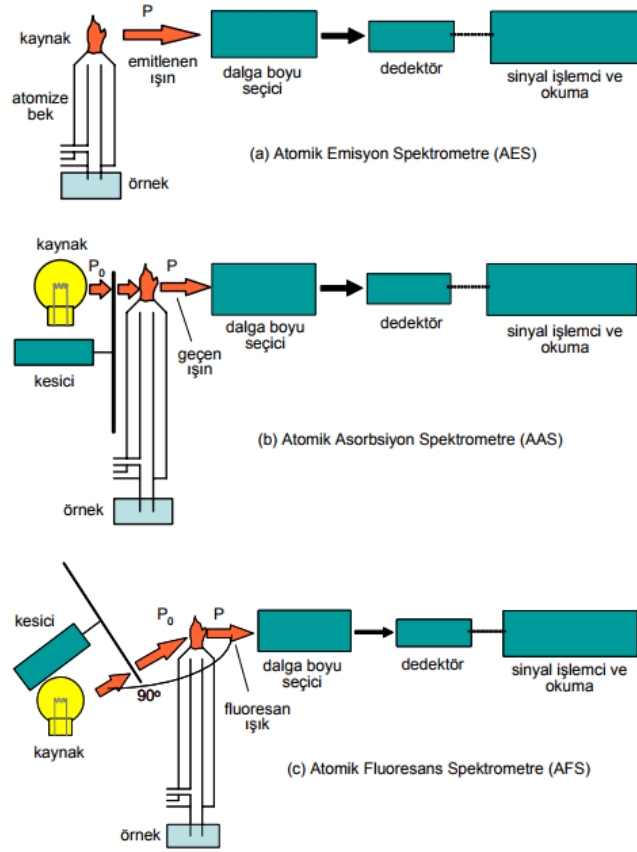 kaynak
P
emitlenen
ışın
atomize
bek
örnek
dalga boyu
seçici
dedektör
sinyal işlemci ve
okuma
(a) Atomik Emisyon Spektrometre (AES)
kaynak
P0
P
kesici
geçen
ışın
örnek
dalga boyu
seçici
dedektör
sinyal işlemci ve
okuma
(b) Atomik Asorbsiyon Spektrometre (AAS)
kesici
P0
P
90º
kaynak
fluoresan
ışık
örnek
dalga boyu
seçici
dedektör
sinyal işlemci ve
okuma
(c) Atomik Fluoresans Spektrometre (AFS)